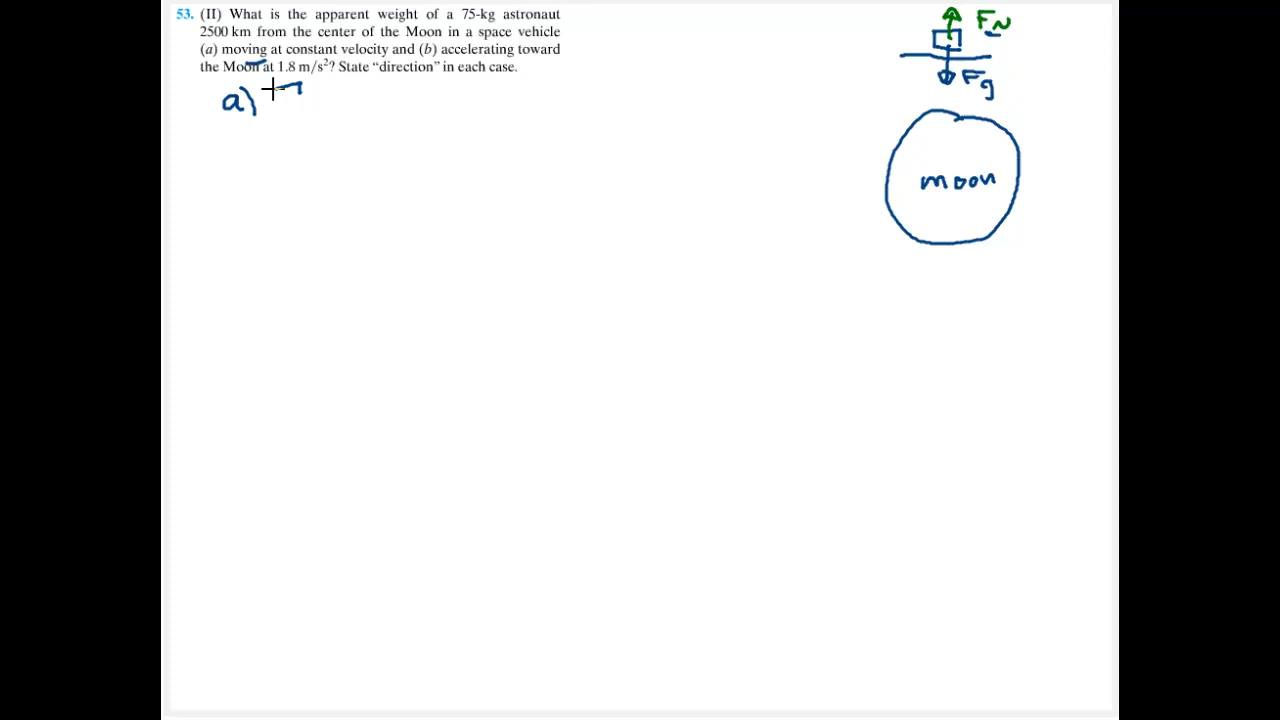 53. (II) What is the apparent weight of a 75-kg astronaut
2500 km from the center of the Moon in a space vehicle
(a) moving at constant velocity and (b) accelerating toward
the Moon at 1.8 m/s²? State “direction” in each case.
a)
FN
Fg
moon